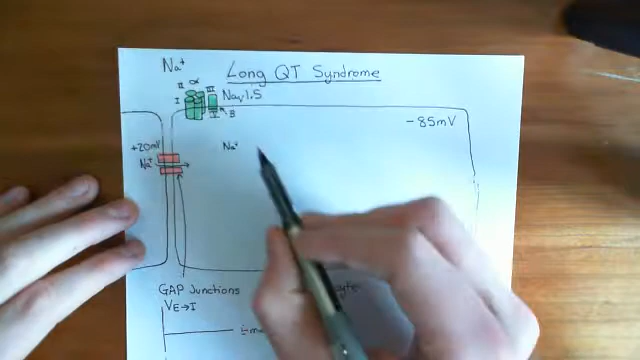 Long QT Syndrome
Na+
II α III
I Nav1.5
IV B
-85mV
+20mV
Na+
Na+
GAP Junctions
VE→I